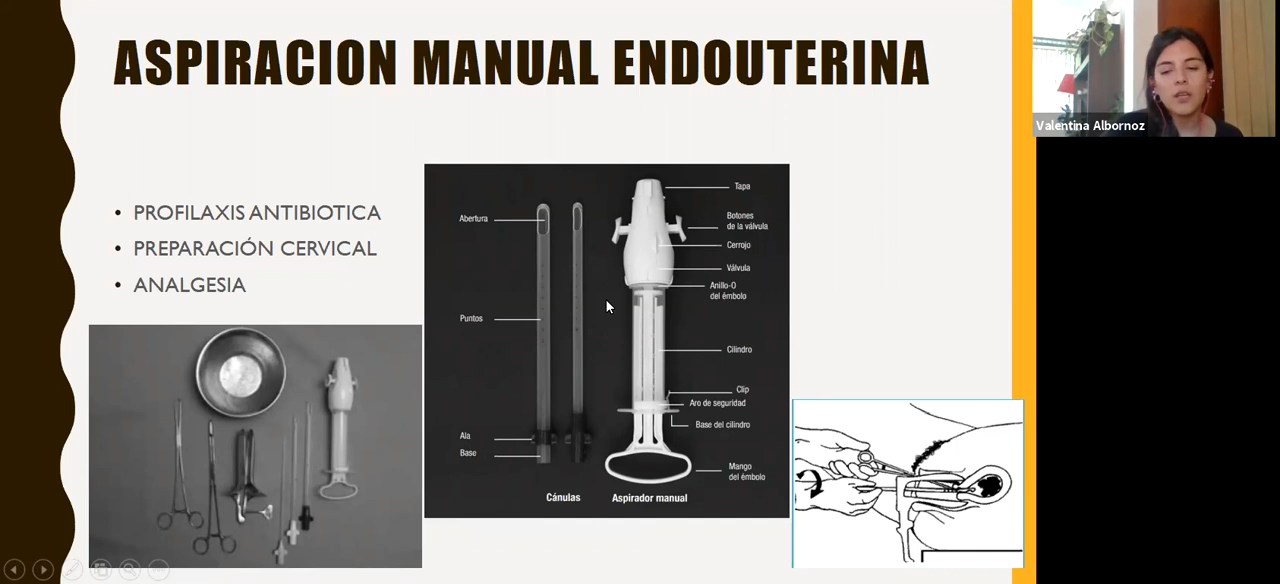 ASPIRACION MANUAL ENDOUTERINA
Valentina Albornoz
• PROFILAXIS ANTIBIOTICA
• PREPARACIÓN CERVICAL
• ANALGESIA
Abertura
Puntos
Ala
Base
Cánulas
Tapa
Botones
de la válvula
Cerrojo
Válvula
Anillo-O
del émbolo
Cilindro
Clip
Aro de seguridad
Base del cilindro
Mango
del émbolo
Aspirador manual